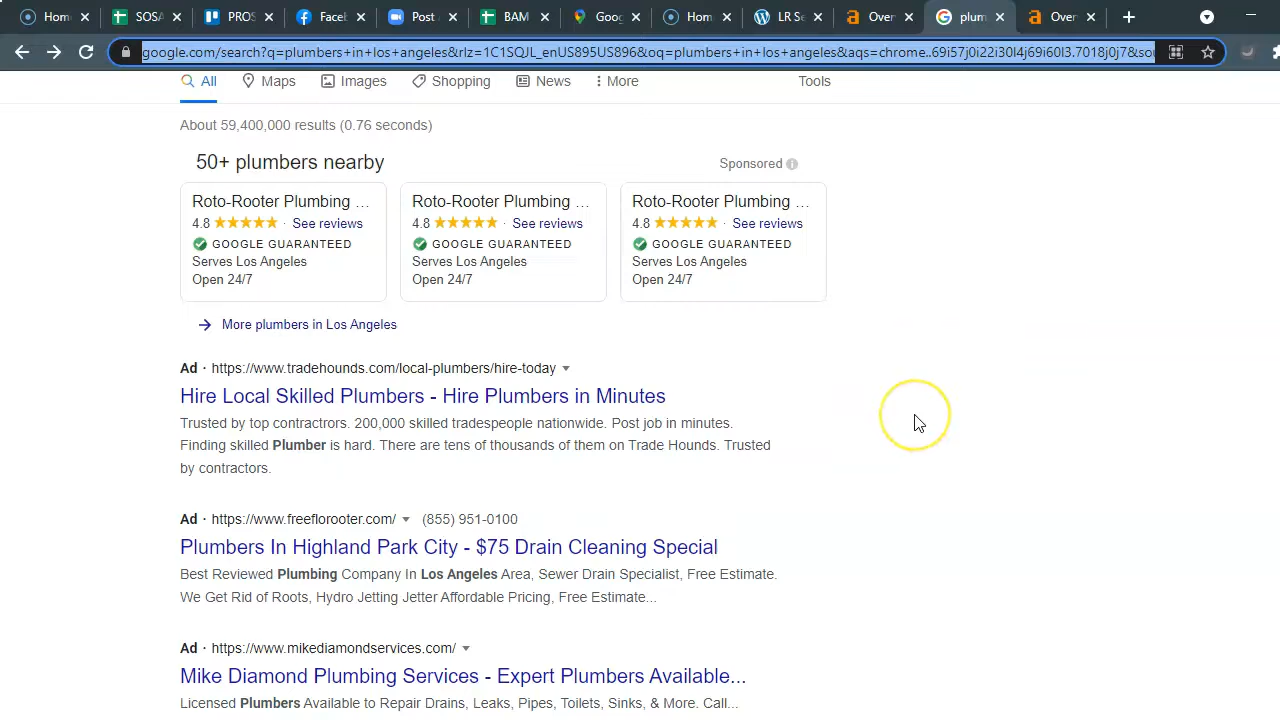 Hom
SOSA
PROS
Facel
Post
BAM
Goog
Hom
LR Se
Over
plum
Over
google.com/search?q=plumbers+in+los+angeles&rlz=1C1SQJL_enUS895US896&oq=plumbers+in+los+angeles&aqs=chrome..69i57j0i22i30l4j69i60l3.7018j0j7&sou
All Maps Images Shopping News More Tools
About 59,400,000 results (0.76 seconds)
50+ plumbers nearby
Sponsored
Roto-Rooter Plumbing ...
4.8 · See reviews
GOOGLE GUARANTEED
Serves Los Angeles
Open 24/7
Roto-Rooter Plumbing ...
4.8 · See reviews
GOOGLE GUARANTEED
Serves Los Angeles
Open 24/7
Roto-Rooter Plumbing ...
4.8 · See reviews
GOOGLE GUARANTEED
Serves Los Angeles
Open 24/7
More plumbers in Los Angeles
Ad · https://www.tradehounds.com/local-plumbers/hire-today
Hire Local Skilled Plumbers - Hire Plumbers in Minutes
Trusted by top contractrors. 200,000 skilled tradespeople nationwide. Post job in minutes.
Finding skilled Plumber is hard. There are tens of thousands of them on Trade Hounds. Trusted
by contractors.
Ad · https://www.freeflorooter.com/ (855) 951-0100
Plumbers In Highland Park City - $75 Drain Cleaning Special
Best Reviewed Plumbing Company In Los Angeles Area, Sewer Drain Specialist, Free Estimate.
We Get Rid of Roots, Hydro Jetting Jetter Affordable Pricing, Free Estimate...
Ad · https://www.mikediamondservices.com/
Mike Diamond Plumbing Services - Expert Plumbers Available...
Licensed Plumbers Available to Repair Drains, Leaks, Pipes, Toilets, Sinks, & More. Call...